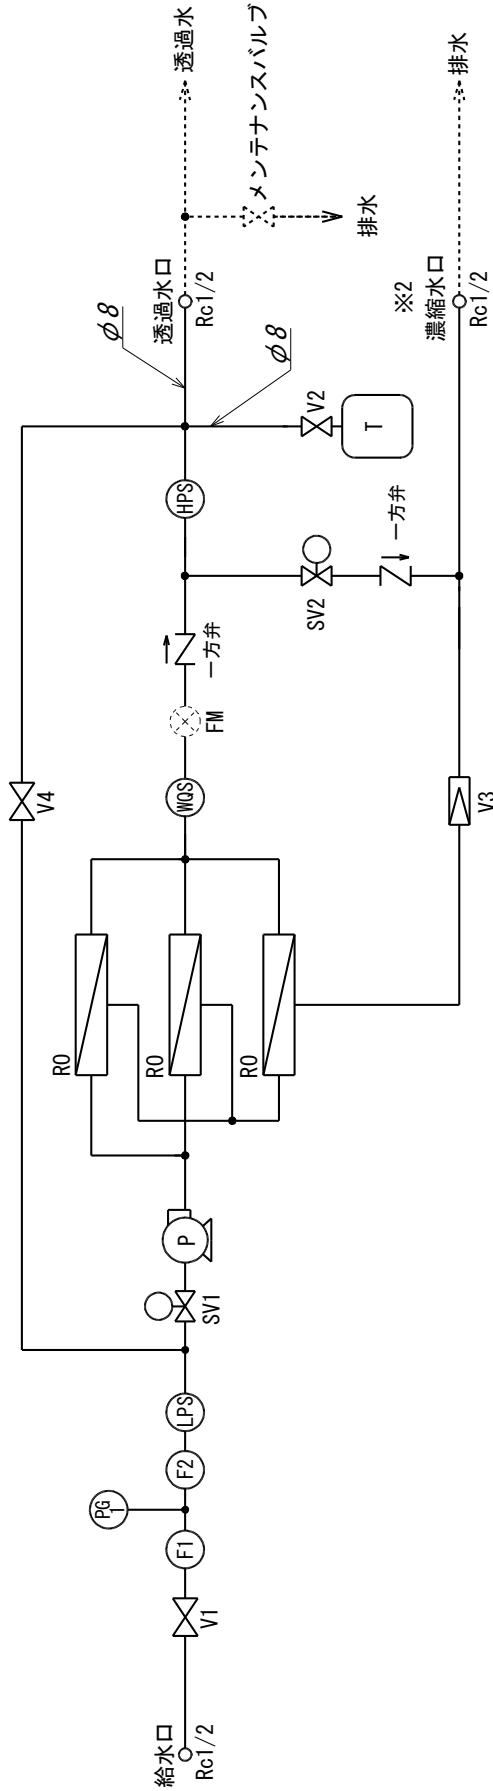 給水口
Rc1/2
V1
F1
PG
1
F2
LPS
SV1
P
RO
RO
RO
V4
WQS
FM
一方弁
HPS
SV2
一方弁
V3
φ8
φ8
V2
T
透過水口
Rc1/2
透過水
メンテナンスバルブ
排水
※2
濃縮水口
Rc1/2
排水